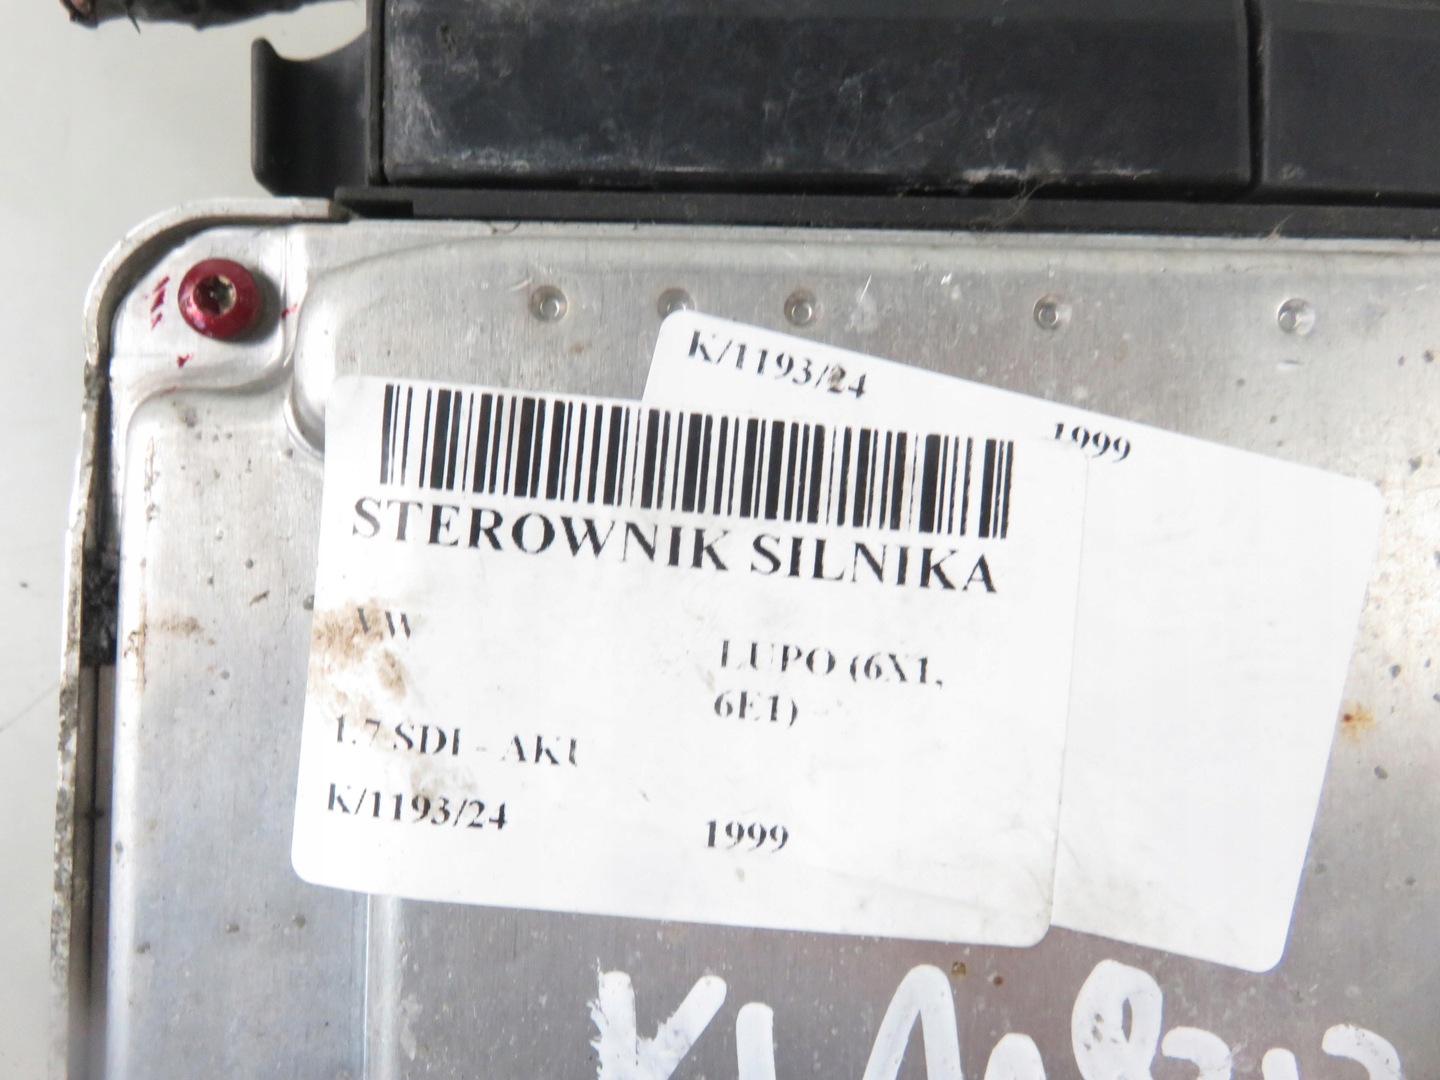 K/1193/24
1999
STEROWNIK SILNIKA
VW
LUPO (6X1,
6E1)
1.7 SDI - AKU
K/1193/24
1999